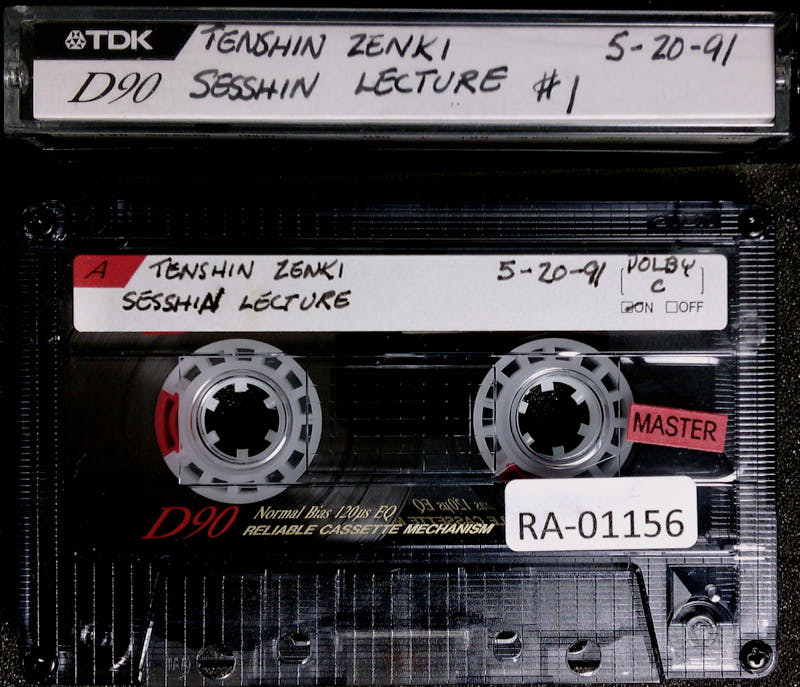 TDK TENSHIN ZENKI 5-20-91
D90 SESSHIN LECTURE #1
A TENSHIN ZENKI 5-20-91 DOLBY
SESSHIN LECTURE C
ON OFF
MASTER
D90 Normal Bias 120µs EQ
RELIABLE CASSETTE MECHANISM
RA-01156